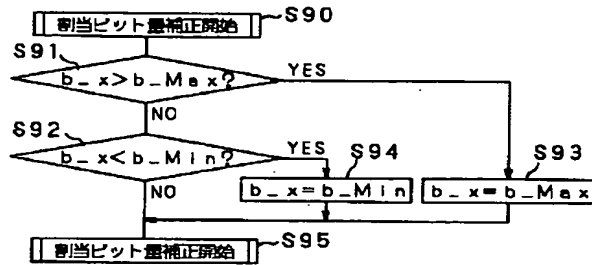 割当ビット量補正開始 S90
S91
b_x>b_Max? YES
NO
S92
b_x<b_Min? YES
S94
S93
b_x=b_Min
b_x=b_Max
NO
割当ビット量補正開始 S95